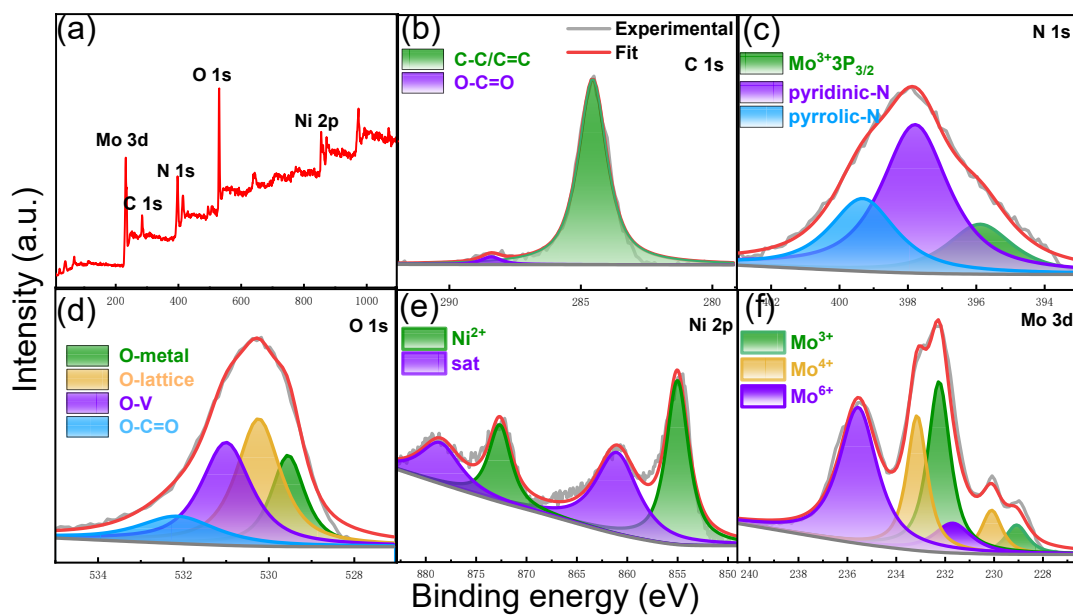 (a)
O 1s
Mo 3d
N 1s
C 1s
Ni 2p
200 400 600 800 1000
(b)
Experimental
Fit
C-C/C=C
O-C=O
C 1s
290 285 280
(c)
N 1s
Mo³⁺3P₃/₂
pyridinic-N
pyrrolic-N
402 400 398 396 394
(d)
O 1s
O-metal
O-lattice
O-V
O-C=O
534 532 530 528
(e)
Ni 2p
Ni²⁺
sat
880 875 870 865 860 855 850
(f)
Mo 3d
Mo³⁺
Mo⁴⁺
Mo⁶⁺
240 238 236 234 232 230 228
Intensity (a.u.)
Binding energy (eV)